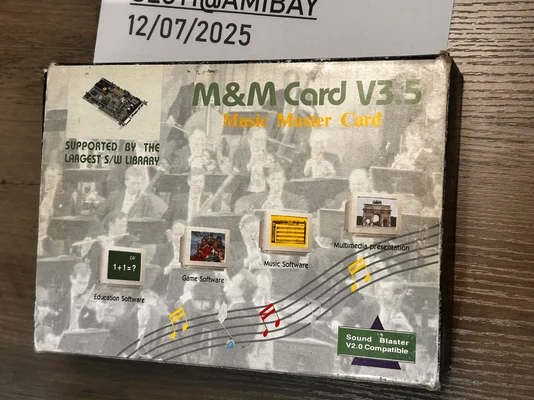 @AMIBAY
12/07/2025
M&M Card V3.5
Music Master Card
SUPPORTED BY THE
LARGEST S/W LIBRARY
Multimedia presentation
Music Software
Game Software
1+1=?
Education Software
Sound Blaster
V2.0 Compatible